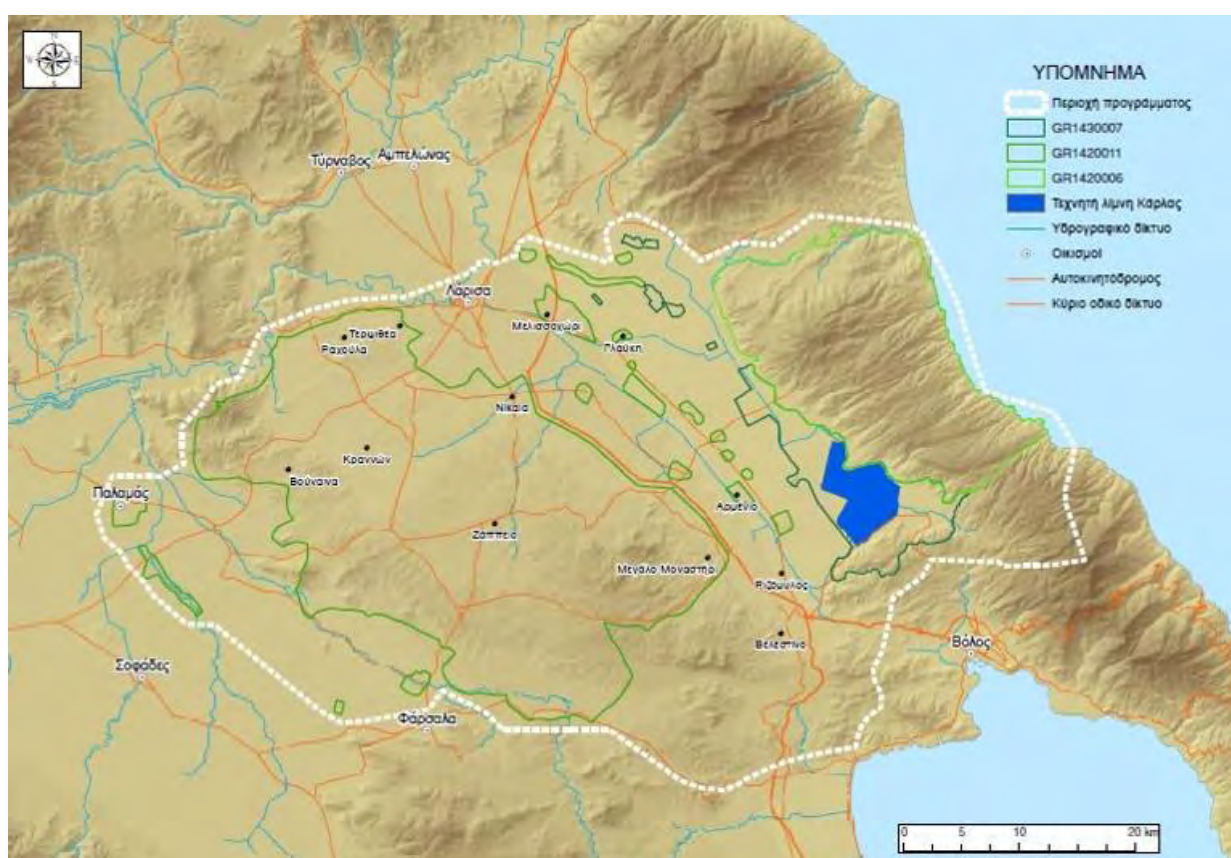 N
W
E
S
ΥΠΟΜΝΗΜΑ
Περιοχή προγράμματος
GR1430007
GR1420011
GR1420006
Τεχνητή λίμνη Κάρλας
Υδρογραφικό δίκτυο
Οικισμοί
Αυτοκινητόδρομος
Κύριο οδικό δίκτυο
Τύρναβος
Αμπελώνας
Λάρισα
Μελισσοχώρι
Τερψιθέα
Ραχούλα
Γλαύκη
Νίκαια
Κραννών
Βούναινα
Παλαμάς
Αρμένιο
Ζάππειο
Μεγάλο Μοναστήρι
Ριζόμυλος
Βελεστίνο
Βόλος
Σοφάδες
Φάρσαλα
0 5 10 20 km